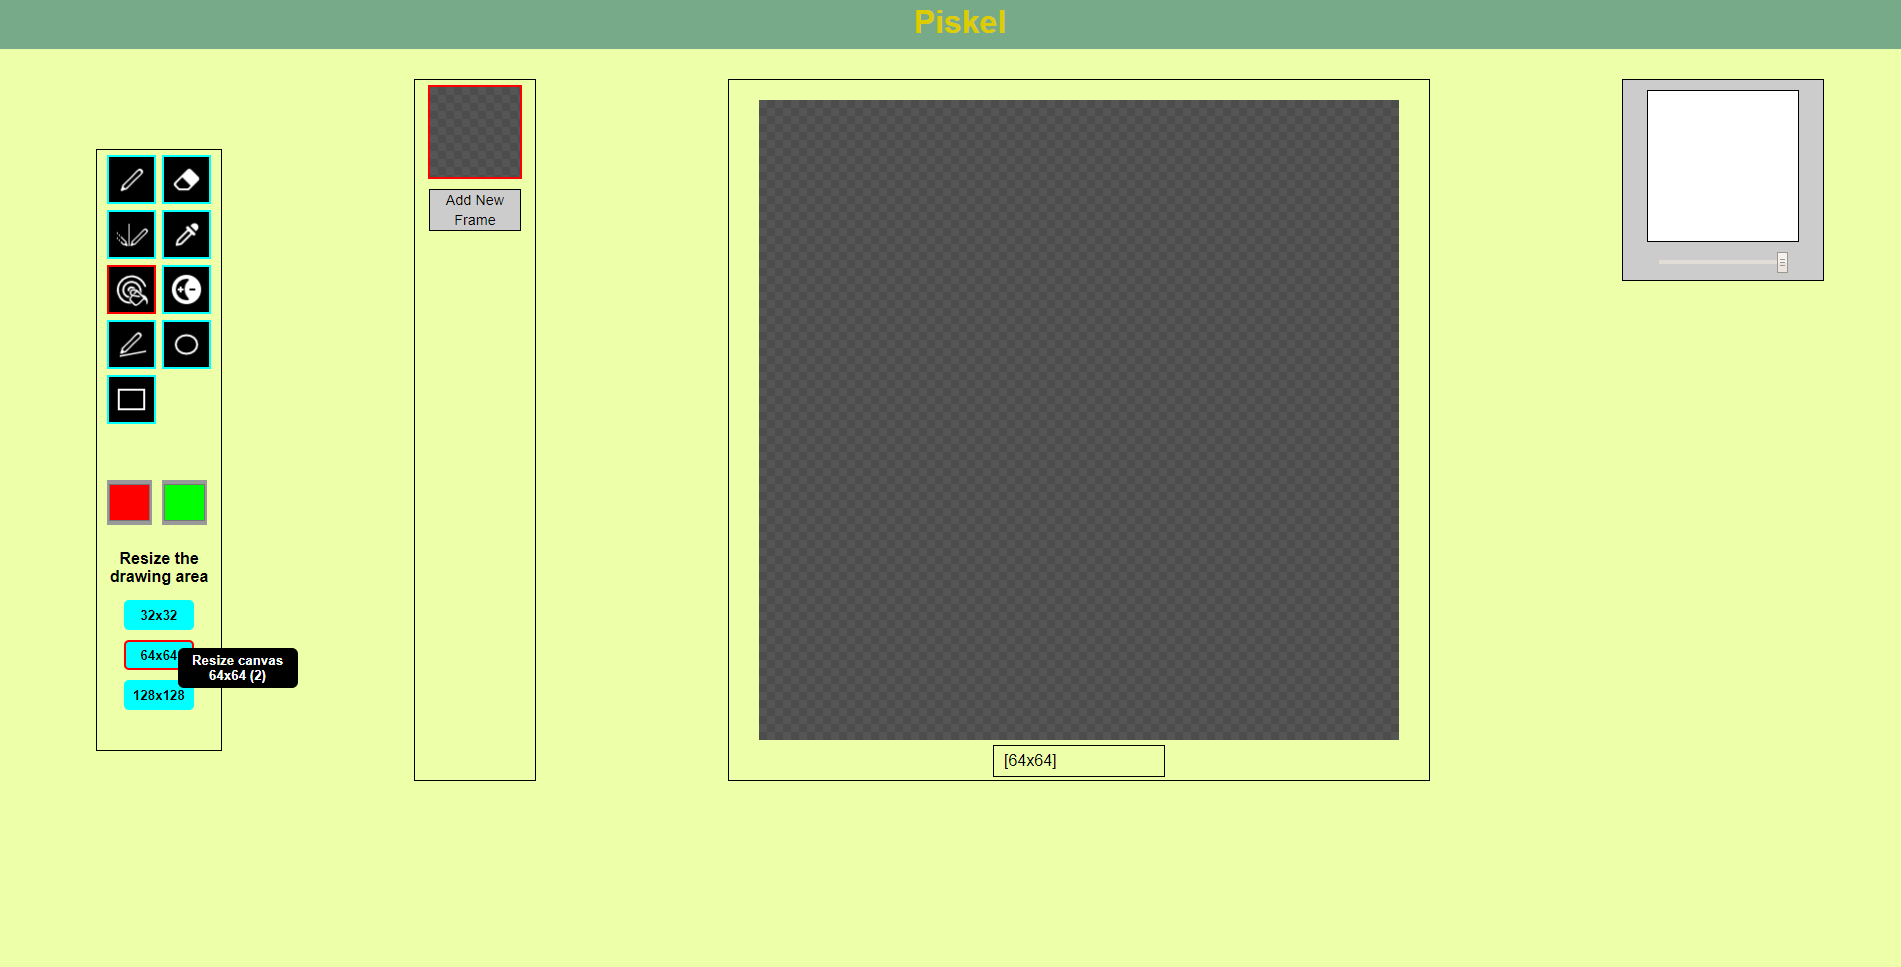 Piskel
Add New
Frame
Resize the
drawing area
32x32
64x64
Resize canvas
64x64 (2)
128x128
[64x64]